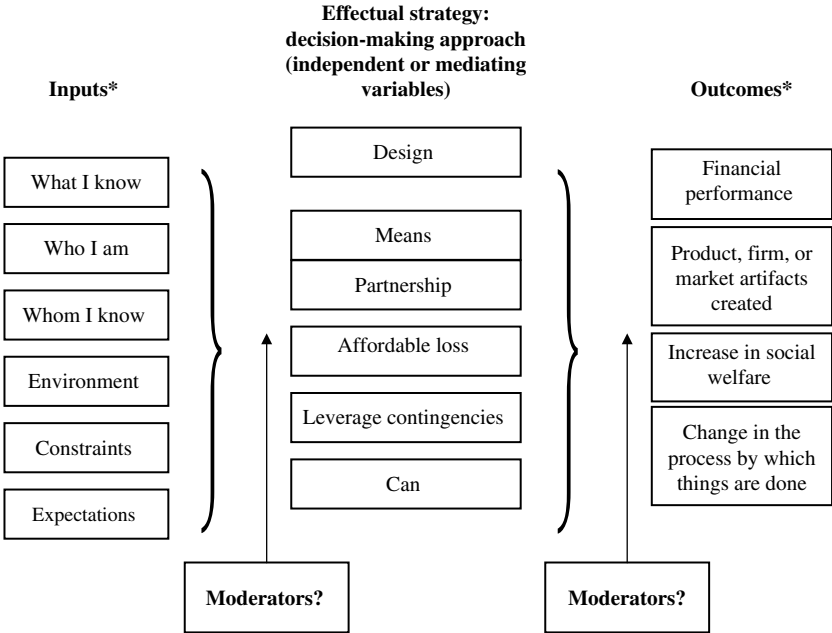 Effectual strategy:
decision-making approach
(independent or mediating
variables)
Inputs*
Outcomes*
What I know
Who I am
Whom I know
Environment
Constraints
Expectations
Design
Means
Partnership
Affordable loss
Leverage contingencies
Can
Financial
performance
Product, firm, or
market artifacts
created
Increase in social
welfare
Change in the
process by which
things are done
Moderators?
Moderators?